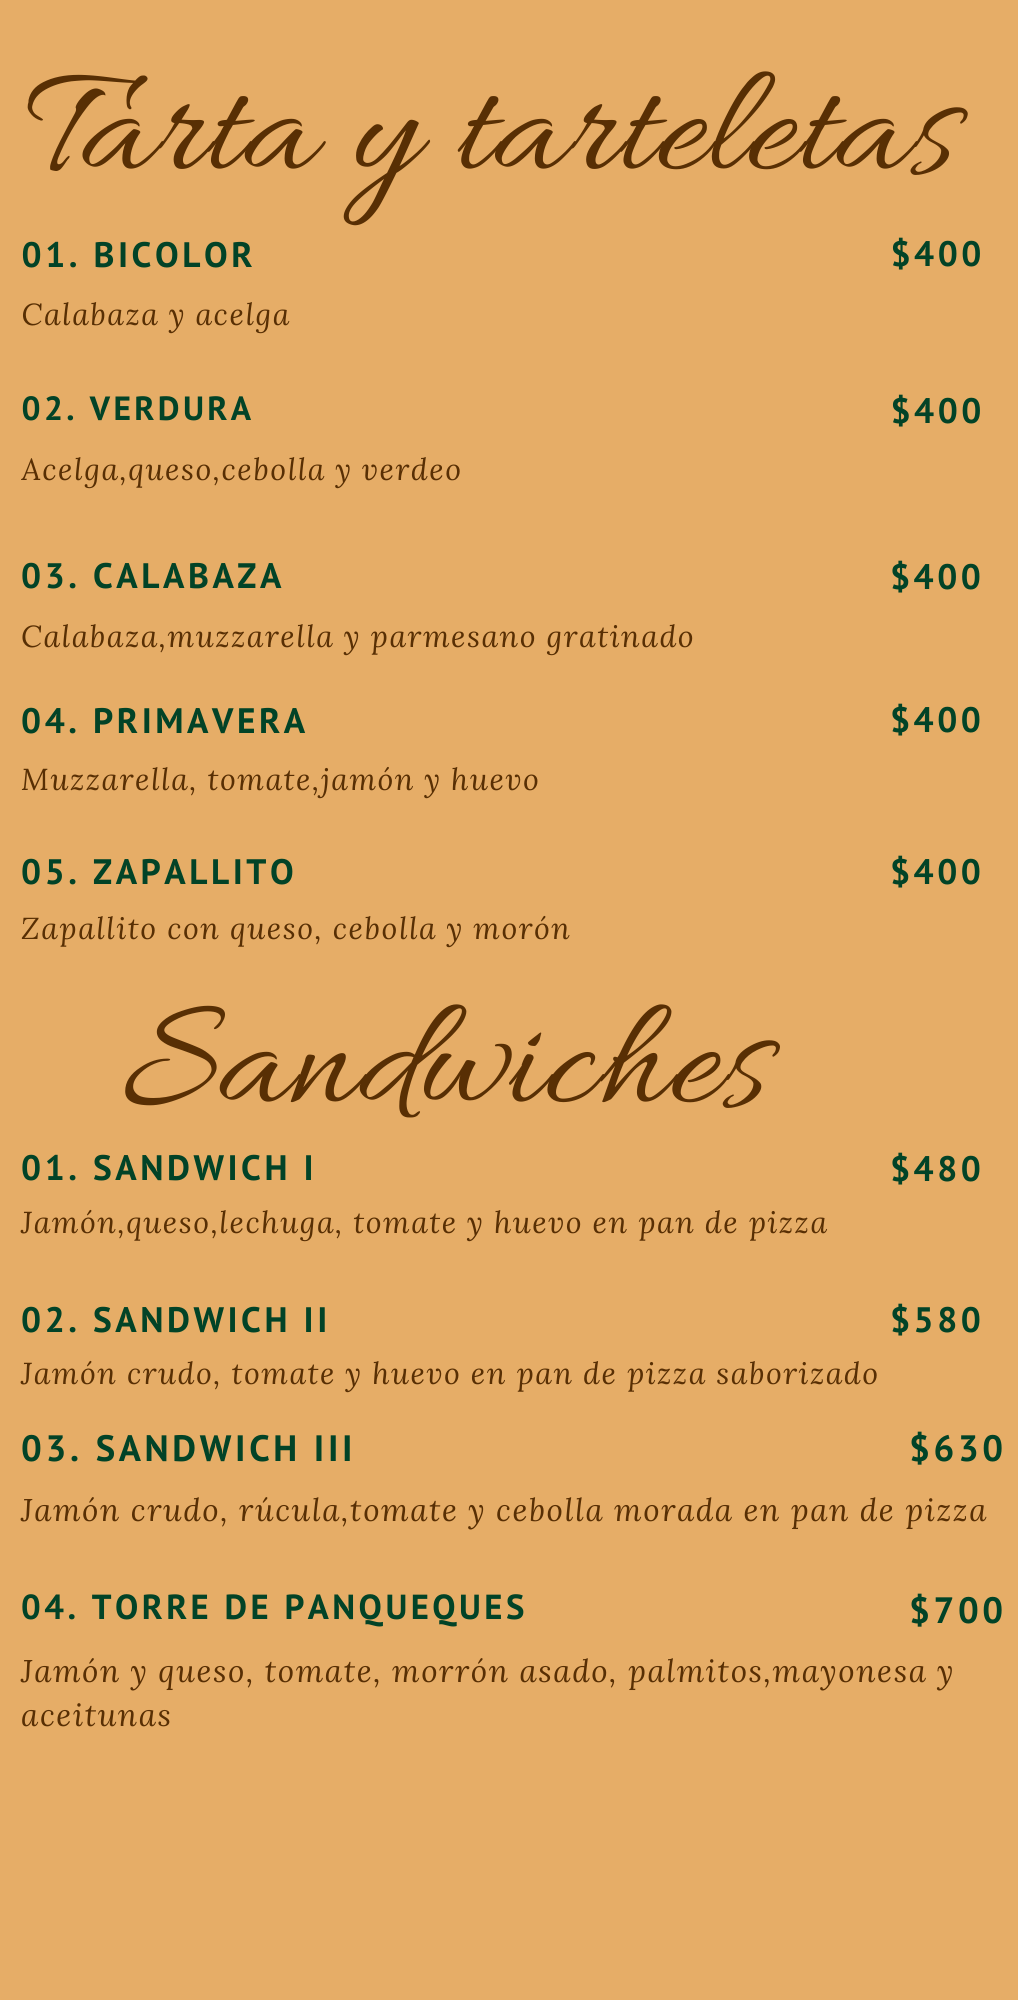 Tarta y tarteletas
01. BICOLOR $400
Calabaza y acelga
02. VERDURA $400
Acelga,queso,cebolla y verdeo
03. CALABAZA $400
Calabaza,muzzarella y parmesano gratinado
04. PRIMAVERA $400
Muzzarella, tomate,jamón y huevo
05. ZAPALLITO $400
Zapallito con queso, cebolla y morón
Sandwiches
01. SANDWICH I $480
Jamón,queso,lechuga, tomate y huevo en pan de pizza
02. SANDWICH II $580
Jamón crudo, tomate y huevo en pan de pizza saborizado
03. SANDWICH III $630
Jamón crudo, rúcula,tomate y cebolla morada en pan de pizza
04. TORRE DE PANQUEQUES $700
Jamón y queso, tomate, morrón asado, palmitos,mayonesa y
aceitunas